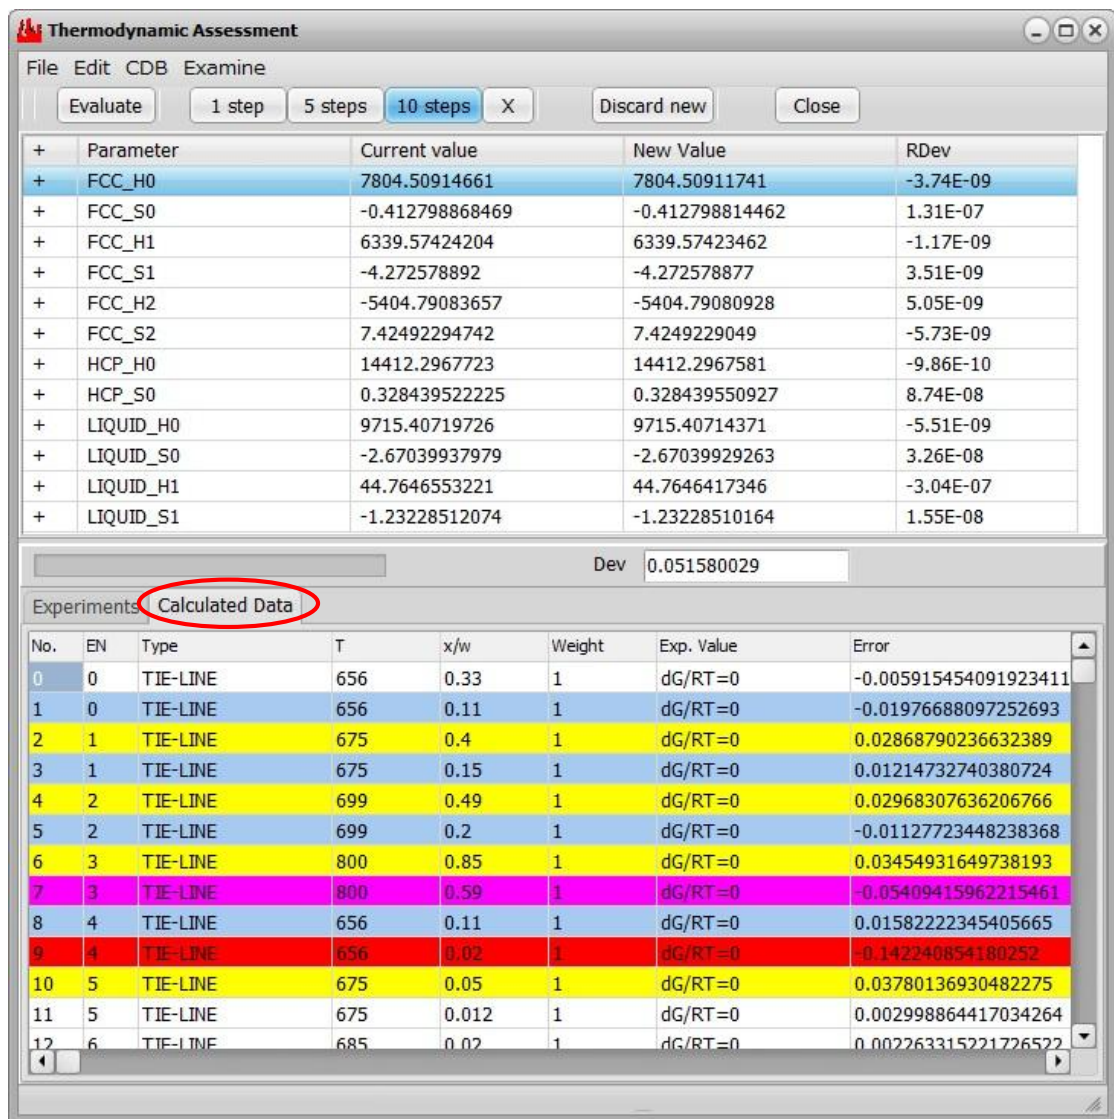 Thermodynamic Assessment
File Edit CDB Examine
Evaluate 1 step 5 steps 10 steps X Discard new Close
+ Parameter Current value New Value RDev
+ FCC_H0 7804.50914661 7804.50911741 -3.74E-09
+ FCC_S0 -0.412798868469 -0.412798814462 1.31E-07
+ FCC_H1 6339.57424204 6339.57423462 -1.17E-09
+ FCC_S1 -4.272578892 -4.272578877 3.51E-09
+ FCC_H2 -5404.79083657 -5404.79080928 5.05E-09
+ FCC_S2 7.42492294742 7.4249229049 -5.73E-09
+ HCP_H0 14412.2967723 14412.2967581 -9.86E-10
+ HCP_S0 0.328439522225 0.328439550927 8.74E-08
+ LIQUID_H0 9715.40719726 9715.40714371 -5.51E-09
+ LIQUID_S0 -2.67039937979 -2.67039929263 3.26E-08
+ LIQUID_H1 44.7646553221 44.7646417346 -3.04E-07
+ LIQUID_S1 -1.23228512074 -1.23228510164 1.55E-08
Dev 0.051580029
Experiments Calculated Data
No. EN Type T x/w Weight Exp. Value Error
0 0 TIE-LINE 656 0.33 1 dG/RT=0 -0.005915454091923411
1 0 TIE-LINE 656 0.11 1 dG/RT=0 -0.01976688097252693
2 1 TIE-LINE 675 0.4 1 dG/RT=0 0.02868790236632389
3 1 TIE-LINE 675 0.15 1 dG/RT=0 0.01214732740380724
4 2 TIE-LINE 699 0.49 1 dG/RT=0 0.02968307636206766
5 2 TIE-LINE 699 0.2 1 dG/RT=0 -0.01127723448238368
6 3 TIE-LINE 800 0.85 1 dG/RT=0 0.03454931649738193
7 3 TIE-LINE 800 0.59 1 dG/RT=0 -0.05409415962215461
8 4 TIE-LINE 656 0.11 1 dG/RT=0 0.01582222345405665
9 4 TIE-LINE 656 0.02 1 dG/RT=0 -0.142240854180252
10 5 TIE-LINE 675 0.05 1 dG/RT=0 0.03780136930482275
11 5 TIE-LINE 675 0.012 1 dG/RT=0 0.002998864417034264
12 6 TIE-LINE 685 0.02 1 dG/RT=0 0.002263315221726522